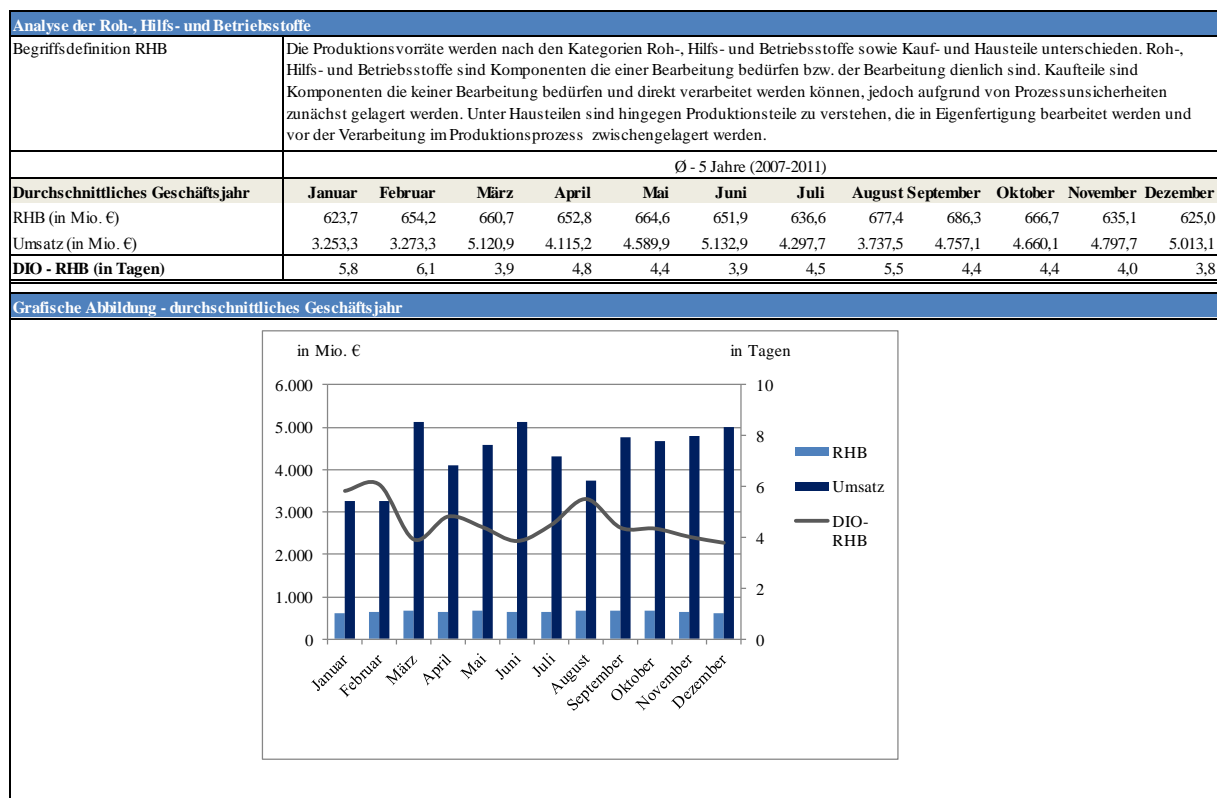 Analyse der Roh-, Hilfs- und Betriebsstoffe
Begriffsdefinition RHB
Die Produktionsvorräte werden nach den Kategorien Roh-, Hilfs- und Betriebsstoffe sowie Kauf- und Hausteile unterschieden. Roh-,
Hilfs- und Betriebsstoffe sind Komponenten die einer Bearbeitung bedürfen bzw. der Bearbeitung dienlich sind. Kaufteile sind
Komponenten die keiner Bearbeitung bedürfen und direkt verarbeitet werden können, jedoch aufgrund von Prozessunsicherheiten
zunächst gelagert werden. Unter Hausteilen sind hingegen Produktionsteile zu verstehen, die in Eigenfertigung bearbeitet werden und
vor der Verarbeitung im Produktionsprozess zwischengelagert werden.
Ø - 5 Jahre (2007-2011)
Durchschnittliches Geschäftsjahr Januar Februar März April Mai Juni Juli August September Oktober November Dezember
RHB (in Mio. €) 623,7 654,2 660,7 652,8 664,6 651,9 636,6 677,4 686,3 666,7 635,1 625,0
Umsatz (in Mio. €) 3.253,3 3.273,3 5.120,9 4.115,2 4.589,9 5.132,9 4.297,7 3.737,5 4.757,1 4.660,1 4.797,7 5.013,1
DIO - RHB (in Tagen) 5,8 6,1 3,9 4,8 4,4 3,9 4,5 5,5 4,4 4,4 4,0 3,8
Grafische Abbildung - durchschnittliches Geschäftsjahr
in Mio. € in Tagen
6.000 10
5.000 8
4.000
3.000 6
2.000 4
1.000 2
0 0
RHB
Umsatz
DIO-
RHB
Januar Februar März April Mai Juni Juli August September Oktober November Dezember